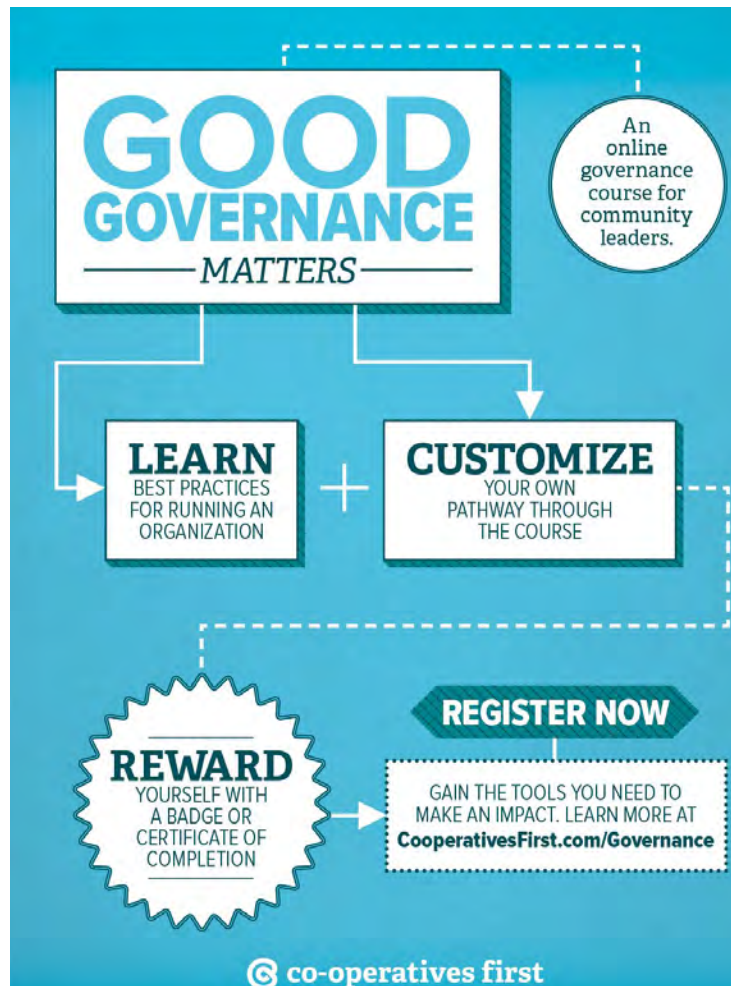 GOOD
GOVERNANCE
MATTERS
An
online
governance
course for
community
leaders.
LEARN
BEST PRACTICES
FOR RUNNING AN
ORGANIZATION
+
CUSTOMIZE
YOUR OWN
PATHWAY THROUGH
THE COURSE
REWARD
YOURSELF WITH
A BADGE OR
CERTIFICATE OF
COMPLETION
REGISTER NOW
GAIN THE TOOLS YOU NEED TO
MAKE AN IMPACT. LEARN MORE AT
CooperativesFirst.com/Governance
co-operatives first